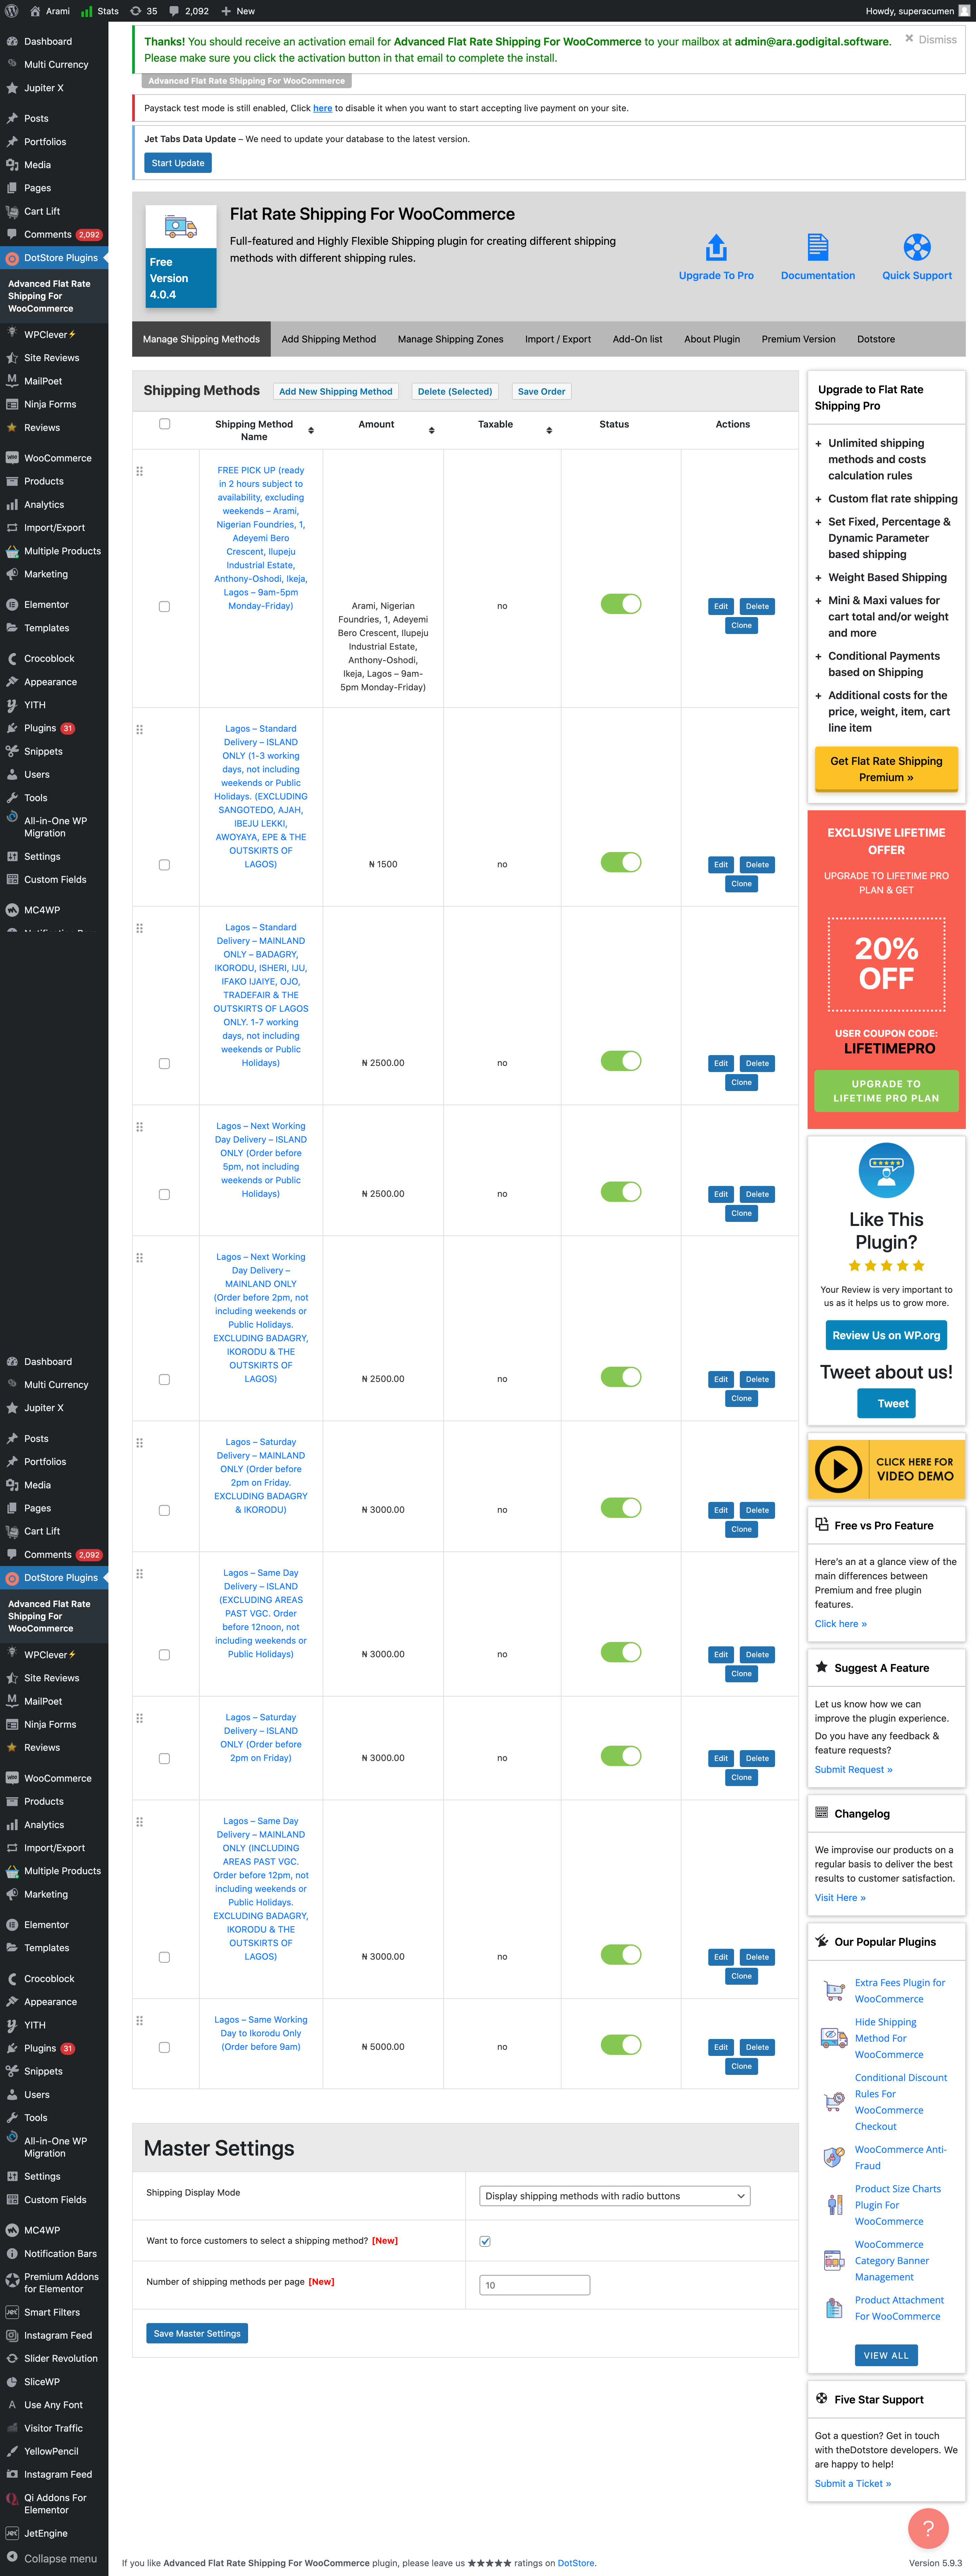 Arami
Stats
35
2,092
New
Howdy, superacumen
Dashboard
Multi Currency
Jupiter X
Posts
Portfolios
Media
Pages
Cart Lift
Comments 2,092
DotStore Plugins
Advanced Flat Rate
Shipping For
WooCommerce
WPClever⚡
Site Reviews
MailPoet
Ninja Forms
Reviews
WooCommerce
Products
Analytics
Import/Export
Multiple Products
Marketing
Elementor
Templates
Crocoblock
Appearance
YITH
Plugins 31
Snippets
Users
Tools
All-in-One WP
Migration
Settings
Custom Fields
MC4WP
Thanks! You should receive an activation email for Advanced Flat Rate Shipping For WooCommerce to your mailbox at admin@ara.godigital.software.
Please make sure you click the activation button in that email to complete the install.
Dismiss
Advanced Flat Rate Shipping For WooCommerce
Paystack test mode is still enabled, Click here to disable it when you want to start accepting live payment on your site.
Jet Tabs Data Update – We need to update your database to the latest version.
Start Update
Free
Version
4.0.4
Flat Rate Shipping For WooCommerce
Full-featured and Highly Flexible Shipping plugin for creating different shipping
methods with different shipping rules.
Upgrade To Pro
Documentation
Quick Support
Manage Shipping Methods
Add Shipping Method
Manage Shipping Zones
Import / Export
Add-On list
About Plugin
Premium Version
Dotstore
Shipping Methods
Add New Shipping Method
Delete (Selected)
Save Order
Shipping Method
Name
Amount
Taxable
Status
Actions
FREE PICK UP (ready
in 2 hours subject to
availability, excluding
weekends – Arami,
Nigerian Foundries, 1,
Adeyemi Bero
Crescent, Ilupeju
Industrial Estate,
Anthony-Oshodi, Ikeja,
Lagos – 9am-5pm
Monday-Friday)
Arami, Nigerian
Foundries, 1, Adeyemi
Bero Crescent, Ilupeju
Industrial Estate,
Anthony-Oshodi,
Ikeja, Lagos – 9am-
5pm Monday-Friday)
no
Edit
Delete
Clone
Lagos – Standard
Delivery – ISLAND
ONLY (1-3 working
days, not including
weekends or Public
Holidays. (EXCLUDING
SANGOTEDO, AJAH,
IBEJU LEKKI,
AWOYAYA, EPE & THE
OUTSKIRTS OF
LAGOS)
₦ 1500
no
Edit
Delete
Clone
Lagos – Standard
Delivery – MAINLAND
ONLY – BADAGRY,
IKORODU, ISHERI, IJU,
IFAKO IJAIYE, OJO,
TRADEFAIR & THE
OUTSKIRTS OF LAGOS
ONLY. 1-7 working
days, not including
weekends or Public
Holidays)
₦ 2500.00
no
Edit
Delete
Clone
Lagos – Next Working
Day Delivery – ISLAND
ONLY (Order before
5pm, not including
weekends or Public
Holidays)
₦ 2500.00
no
Edit
Delete
Clone
Lagos – Next Working
Day Delivery –
MAINLAND ONLY
(Order before 2pm, not
including weekends or
Public Holidays.
EXCLUDING BADAGRY,
IKORODU & THE
OUTSKIRTS OF
LAGOS)
₦ 2500.00
no
Edit
Delete
Clone
Lagos – Saturday
Delivery – MAINLAND
ONLY (Order before
2pm on Friday.
EXCLUDING BADAGRY
& IKORODU)
₦ 3000.00
no
Edit
Delete
Clone
Lagos – Same Day
Delivery – ISLAND
(EXCLUDING AREAS
PAST VGC. Order
before 12noon, not
including weekends or
Public Holidays)
₦ 3000.00
no
Edit
Delete
Clone
Lagos – Saturday
Delivery – ISLAND
ONLY (Order before
2pm on Friday)
₦ 3000.00
no
Edit
Delete
Clone
Lagos – Same Day
Delivery – MAINLAND
ONLY (INCLUDING
AREAS PAST VGC.
Order before 12pm, not
including weekends or
Public Holidays.
EXCLUDING BADAGRY,
IKORODU & THE
OUTSKIRTS OF
LAGOS)
₦ 3000.00
no
Edit
Delete
Clone
Lagos – Same Working
Day to Ikorodu Only
(Order before 9am)
₦ 5000.00
no
Edit
Delete
Clone
Master Settings
Shipping Display Mode
Display shipping methods with radio buttons
Want to force customers to select a shipping method? [New]
Number of shipping methods per page [New]
10
Save Master Settings
Upgrade to Flat Rate
Shipping Pro
+ Unlimited shipping
methods and costs
calculation rules
+ Custom flat rate shipping
+ Set Fixed, Percentage &
Dynamic Parameter
based shipping
+ Weight Based Shipping
+ Mini & Maxi values for
cart total and/or weight
and more
+ Conditional Payments
based on Shipping
+ Additional costs for the
price, weight, item, cart
line item
Get Flat Rate Shipping
Premium »
EXCLUSIVE LIFETIME
OFFER
UPGRADE TO LIFETIME PRO
PLAN & GET
20%
OFF
USER COUPON CODE:
LIFETIMEPRO
UPGRADE TO
LIFETIME PRO PLAN
Like This
Plugin?
Your Review is very important to
us as it helps us to grow more.
Review Us on WP.org
Tweet about us!
Tweet
CLICK HERE FOR
VIDEO DEMO
Free vs Pro Feature
Here's an at a glance view of the
main differences between
Premium and free plugin
features.
Click here »
Suggest A Feature
Let us know how we can
improve the plugin experience.
Do you have any feedback &
feature requests?
Submit Request »
Changelog
We improvise our products on a
regular basis to deliver the best
results to customer satisfaction.
Visit Here »
Our Popular Plugins
Extra Fees Plugin for
WooCommerce
Hide Shipping
Method For
WooCommerce
Conditional Discount
Rules For
WooCommerce
Checkout
WooCommerce Anti-
Fraud
Product Size Charts
Plugin For
WooCommerce
WooCommerce
Category Banner
Management
Product Attachment
For WooCommerce
VIEW ALL
Five Star Support
Got a question? Get in touch
with theDotstore developers. We
are happy to help!
Submit a Ticket »
?
Dashboard
Multi Currency
Jupiter X
Posts
Portfolios
Media
Pages
Cart Lift
Comments 2,092
DotStore Plugins
Advanced Flat Rate
Shipping For
WooCommerce
WPClever⚡
Site Reviews
MailPoet
Ninja Forms
Reviews
WooCommerce
Products
Analytics
Import/Export
Multiple Products
Marketing
Elementor
Templates
Crocoblock
Appearance
YITH
Plugins 31
Snippets
Users
Tools
All-in-One WP
Migration
Settings
Custom Fields
MC4WP
Notification Bars
Premium Addons
for Elementor
Smart Filters
Instagram Feed
Slider Revolution
SliceWP
Use Any Font
Visitor Traffic
YellowPencil
Instagram Feed
Qi Addons For
Elementor
JetEngine
Collapse menu
If you like Advanced Flat Rate Shipping For WooCommerce plugin, please leave us ★★★★★ ratings on DotStore.
Version 5.9.3